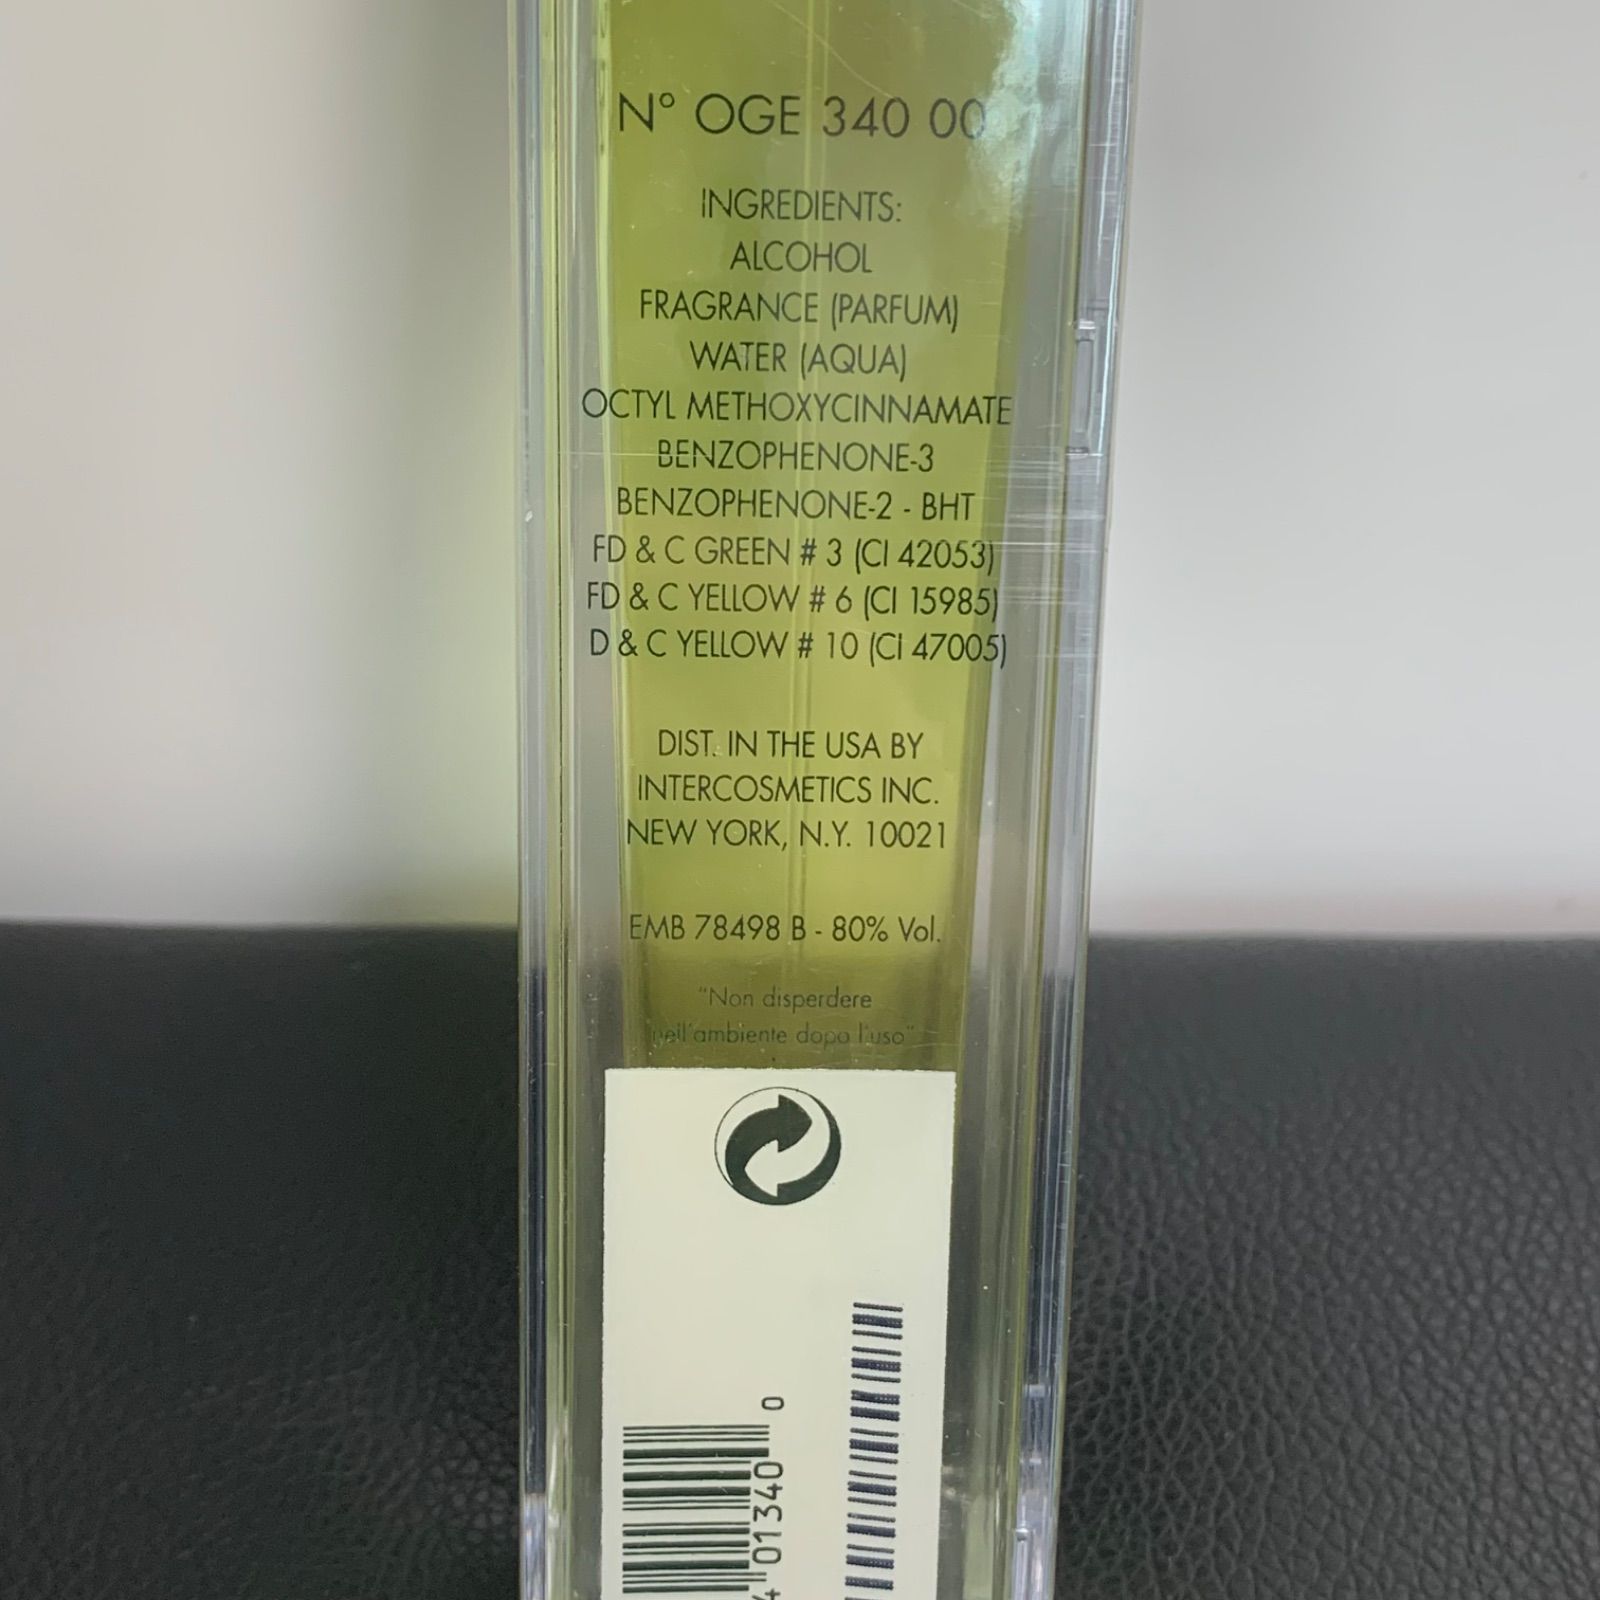 N° OGE 340 00
INGREDIENTS:
ALCOHOL
FRAGRANCE (PARFUM)
WATER (AQUA)
OCTYL METHOXYCINNAMATE
BENZOPHENONE-3
BENZOPHENONE-2 - BHT
FD & C GREEN # 3 (CI 42053)
FD & C YELLOW # 6 (CI 15985)
D & C YELLOW # 10 (CI 47005)
DIST. IN THE USA BY
INTERCOSMETICS INC.
NEW YORK, N.Y. 10021
EMB 78498 B - 80% Vol.
"Non disperdere
nell'ambiente dopo l'uso"
4 01340 0